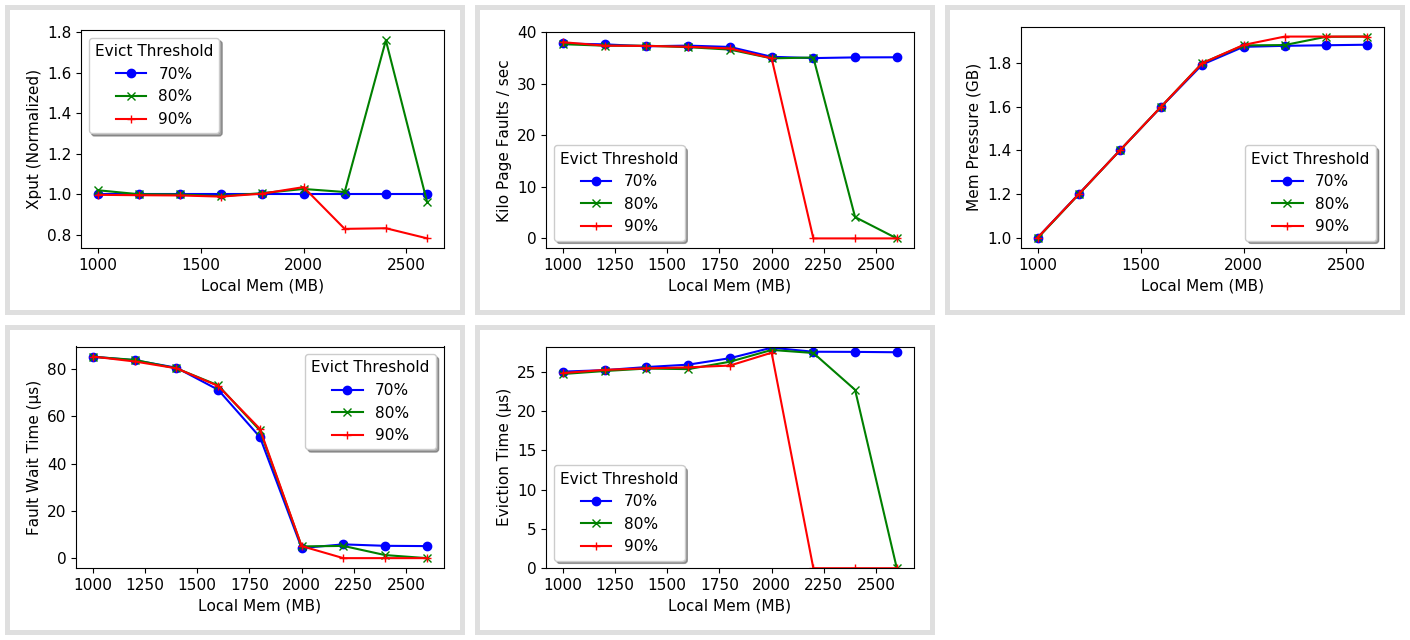 1.8
1.6
1.4
1.2
1.0
0.8
Xput (Normalized)
Evict Threshold
70%
80%
90%
1000 1500 2000 2500
Local Mem (MB)
40
30
20
10
0
Kilo Page Faults / sec
Evict Threshold
70%
80%
90%
1000 1250 1500 1750 2000 2250 2500
Local Mem (MB)
1.8
1.6
1.4
1.2
1.0
Mem Pressure (GB)
Evict Threshold
70%
80%
90%
1000 1500 2000 2500
Local Mem (MB)
80
60
40
20
0
Fault Wait Time (µs)
Evict Threshold
70%
80%
90%
1000 1250 1500 1750 2000 2250 2500
Local Mem (MB)
25
20
15
10
5
0
Eviction Time (µs)
Evict Threshold
70%
80%
90%
1000 1250 1500 1750 2000 2250 2500
Local Mem (MB)